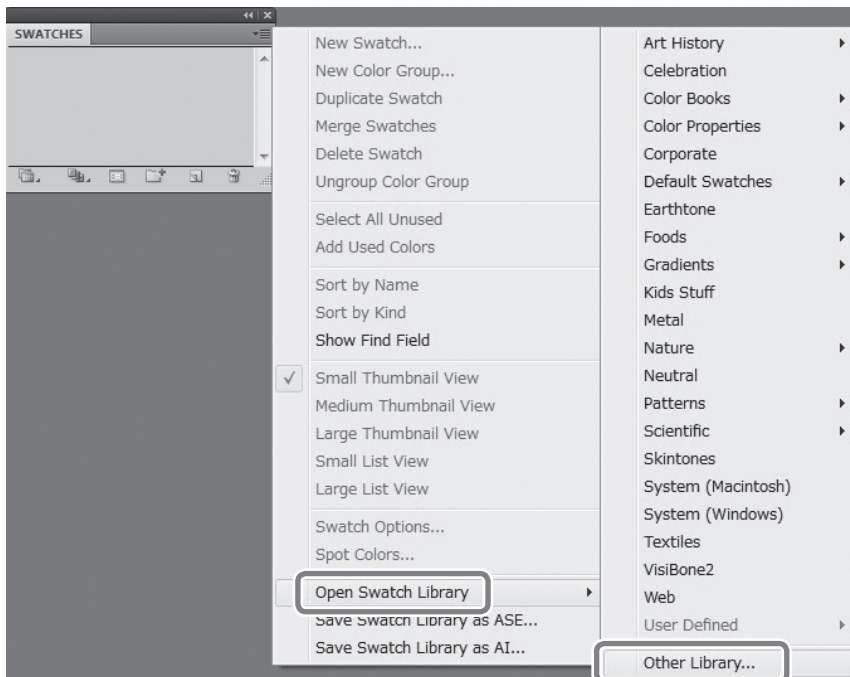 SWATCHES
New Swatch...
New Color Group...
Duplicate Swatch
Merge Swatches
Delete Swatch
Ungroup Color Group
Select All Unused
Add Used Colors
Sort by Name
Sort by Kind
Show Find Field
Small Thumbnail View
Medium Thumbnail View
Large Thumbnail View
Small List View
Large List View
Swatch Options...
Spot Colors...
Open Swatch Library
Save Swatch Library as ASE...
Save Swatch Library as AI...
Art History
Celebration
Color Books
Color Properties
Corporate
Default Swatches
Earthtone
Foods
Gradients
Kids Stuff
Metal
Nature
Neutral
Patterns
Scientific
Skintones
System (Macintosh)
System (Windows)
Textiles
VisiBone2
Web
User Defined
Other Library...